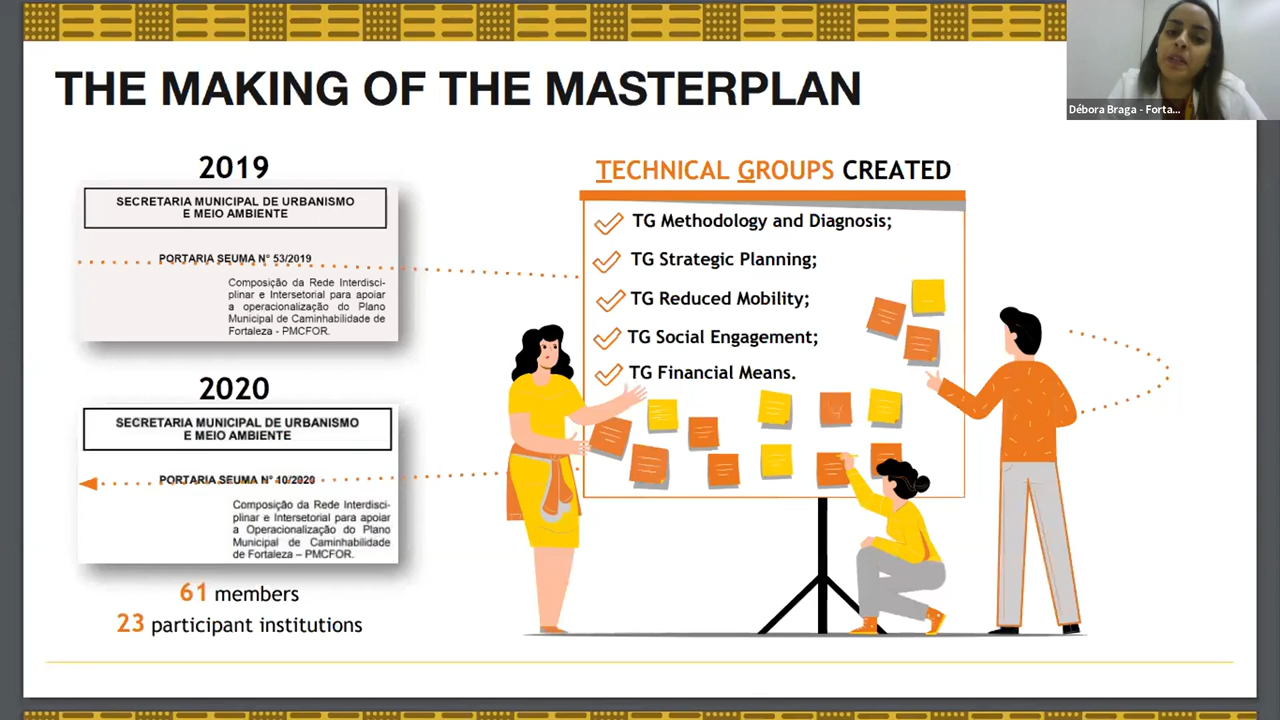 THE MAKING OF THE MASTERPLAN
Débora Braga - Forta...
2019
SECRETARIA MUNICIPAL DE URBANISMO
E MEIO AMBIENTE
PORTARIA SEUMA Nº 53/2019
Composição da Rede Interdisci-
plinar e Intersetorial para apoiar
a operacionalização do Plano
Municipal de Caminhabilidade de
Fortaleza - PMCFOR.
2020
SECRETARIA MUNICIPAL DE URBANISMO
E MEIO AMBIENTE
PORTARIA SEUMA Nº 10/2020
Composição da Rede Interdisci-
plinar e Intersetorial para apoiar
a Operacionalização do Plano
Municipal de Caminhabilidade
de Fortaleza – PMCFOR.
61 members
23 participant institutions
TECHNICAL GROUPS CREATED
TG Methodology and Diagnosis;
TG Strategic Planning;
TG Reduced Mobility;
TG Social Engagement;
TG Financial Means.